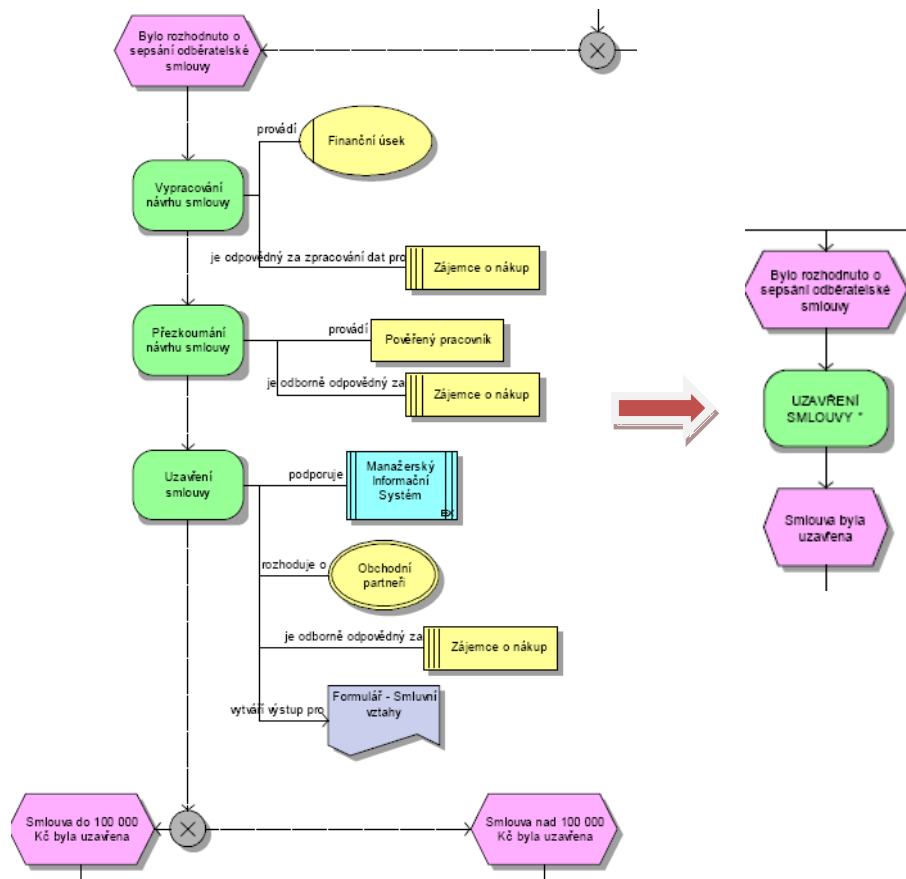 Bylo rozhodnuto o
sepsání odběratelské
smlouvy
provádí
Finanční úsek
Vypracování
návrhu smlouvy
je odpovědný za zpracování dat pro
Zájemce o nákup
Přezkoumání
návrhu smlouvy
provádí
Pověřený pracovník
je odborně odpovědný za
Zájemce o nákup
Uzavření
smlouvy
podporuje
Manažerský
Informační
Systém
EX
rozhoduje o
Obchodní
partneři
je odborně odpovědný za
Zájemce o nákup
vytváří výstup pro
Formulář - Smluvní
vztahy
Smlouva do 100 000
Kč byla uzavřena
Smlouva nad 100 000
Kč byla uzavřena
Bylo rozhodnuto o
sepsání odběratelské
smlouvy
UZAVŘENÍ
SMLOUVY *
Smlouva byla
uzavřena